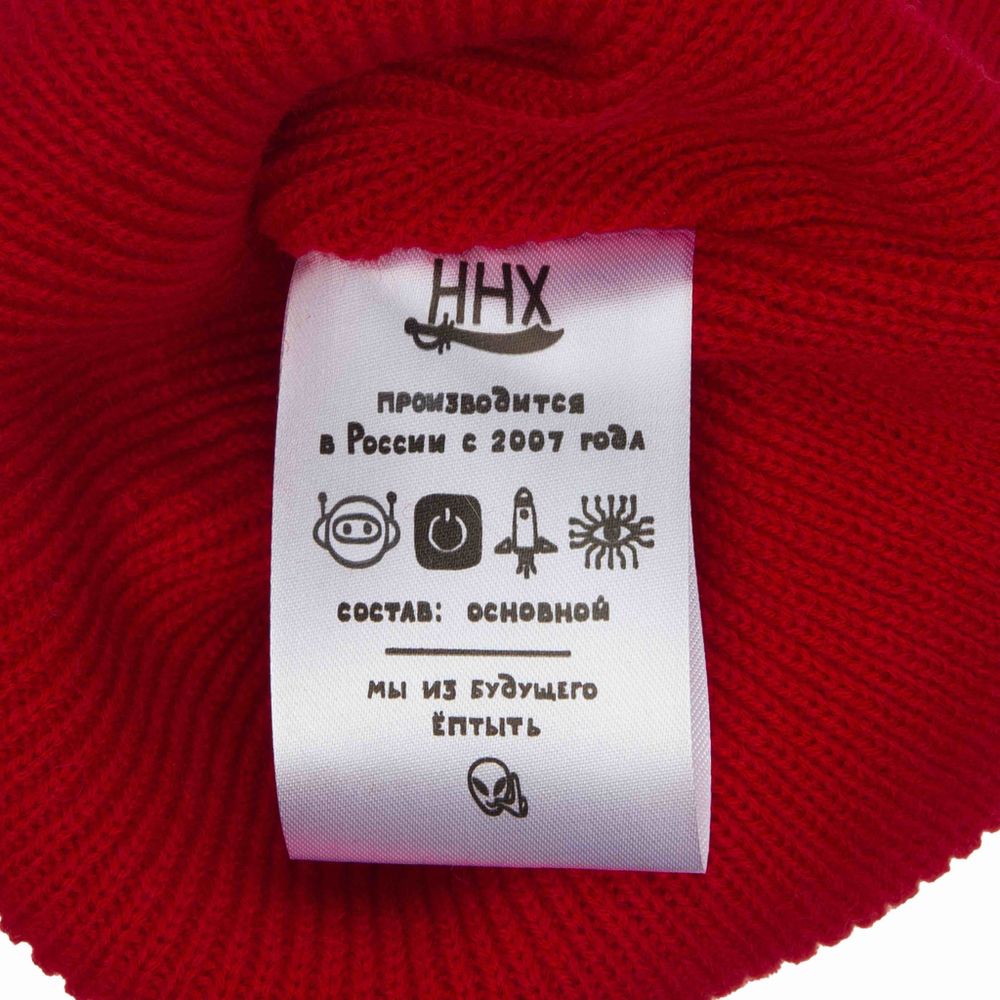 ННХ
ПРОИЗВОДИТСЯ
В РОССИИ С 2007 ГОДА
СОСТАВ: ОСНОВНОЙ
МЫ ИЗ БУДУЩЕГО
ЁПТЫТЬ